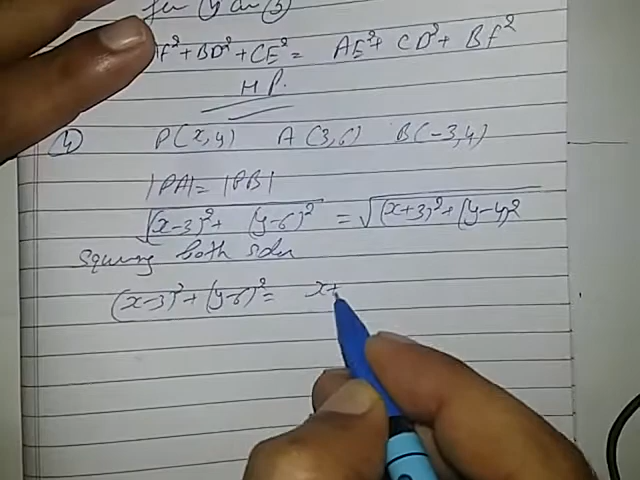 AF²+BD²+CE² = AE²+ CD²+ BF²
H.P.
(4) P(x,y) A(3,6) B(-3,4)
|PA|= |PB|
√(x-3)²+ (y-6)² = √(x+3)²+(y-4)²
Squaring both sides
(x-3)²+(y-6)² = x+